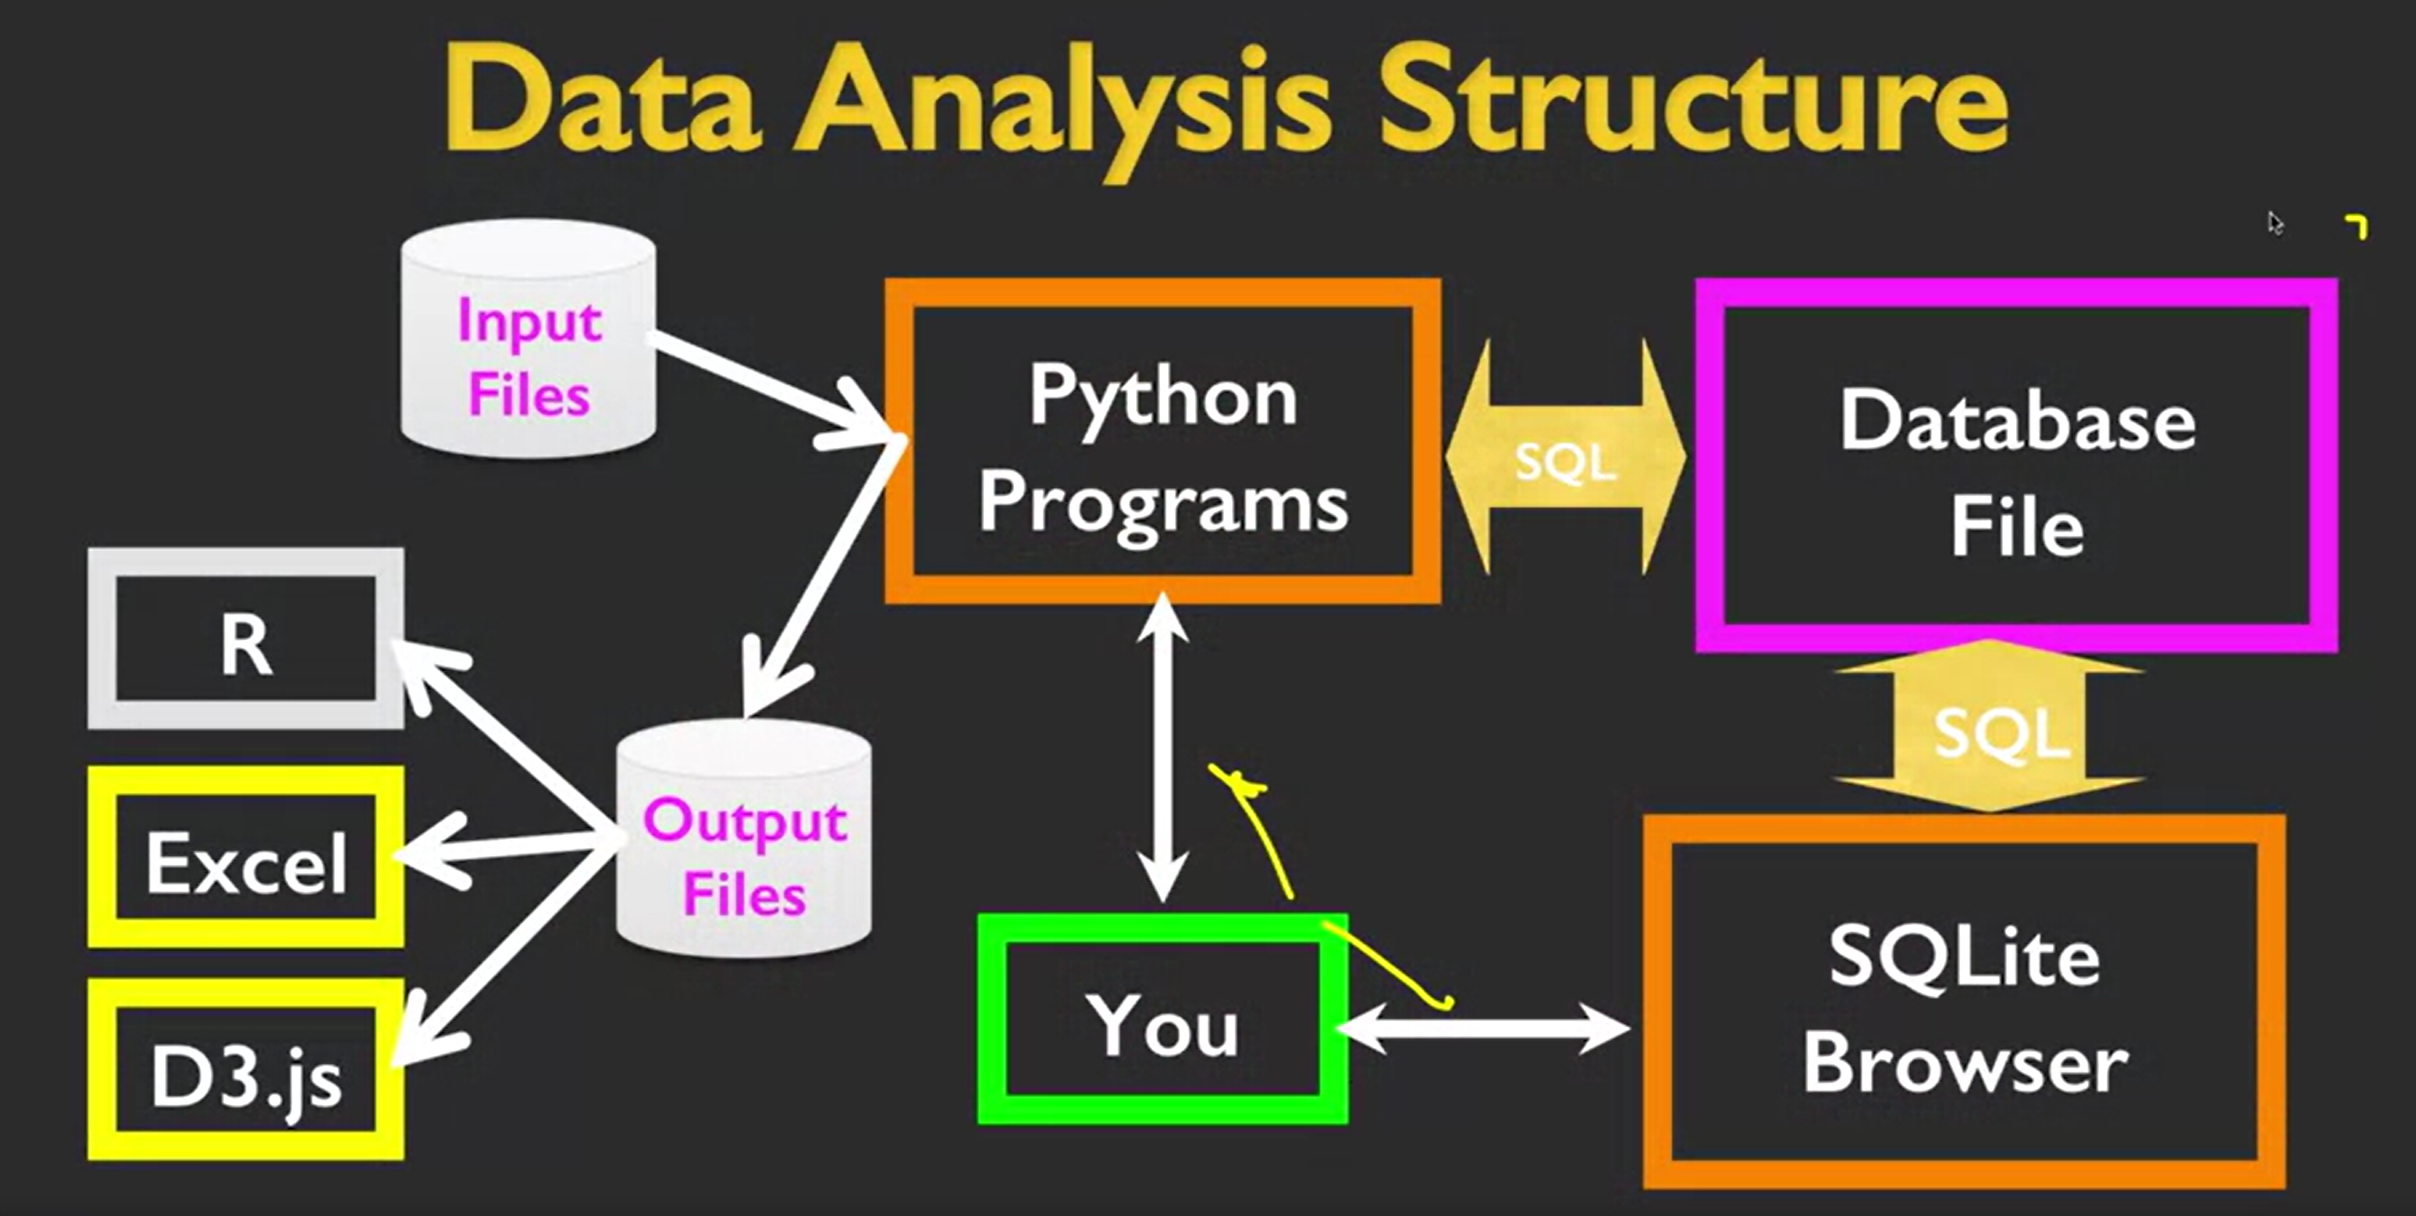 Data Analysis Structure
Input
Files
Python
Programs
SQL
Database
File
R
Excel
D3.js
Output
Files
You
SQL
SQLite
Browser